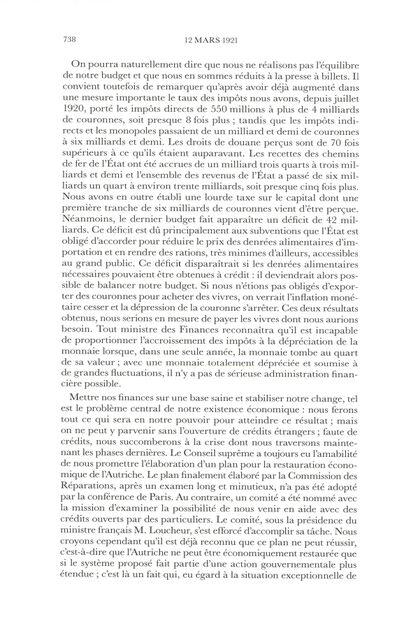 738 12 MARS 1921
On pourra naturellement dire que nous ne réalisons pas l'équilibre
de notre budget et que nous en sommes réduits à la presse à billets. Il
convient toutefois de remarquer qu'après avoir déjà augmenté dans
une mesure importante le taux des impôts nous avons, depuis juillet
1920, porté les impôts directs de 550 millions à plus de 4 milliards
de couronnes, soit presque 8 fois plus ; tandis que les impôts indi-
rects et les monopoles passaient de un milliard et demi de couronnes
à six milliards et demi. Les droits de douane perçus sont de 70 fois
supérieurs à ce qu'ils étaient auparavant. Les recettes des chemins
de fer de l'État ont été accrues de un milliard trois quarts à trois mil-
liards et demi et l'ensemble des revenus de l'État a passé de six mil-
liards un quart à environ trente milliards, soit presque cinq fois plus.
Nous avons en outre établi une lourde taxe sur le capital dont une
première tranche de six milliards de couronnes vient d'être perçue.
Néanmoins, le dernier budget fait apparaître un déficit de 42 mil-
liards. Ce déficit est dû principalement aux subventions que l'État est
obligé d'accorder pour réduire le prix des denrées alimentaires d'im-
portation et en rendre des rations, très minimes d'ailleurs, accessibles
au grand public. Ce déficit disparaîtrait si les denrées alimentaires
nécessaires pouvaient être obtenues à crédit : il deviendrait alors pos-
sible de balancer notre budget. Si nous n'étions pas obligés d'expor-
ter des couronnes pour acheter des vivres, on verrait l'inflation moné-
taire cesser et la dépression de la couronne s'arrêter. Ces deux résultats
obtenus, nous serions en mesure de payer les vivres dont nous aurions
besoin. Tout ministre des Finances reconnaîtra qu'il est incapable
de proportionner l'accroissement des impôts à la dépréciation de la
monnaie lorsque, dans une seule année, la monnaie tombe au quart
de sa valeur ; avec une monnaie totalement dépréciée et soumise à
de grandes fluctuations, il n'y a pas de sérieuse administration finan-
cière possible.
Mettre nos finances sur une base saine et stabiliser notre change, tel
est le problème central de notre existence économique : nous ferons
tout ce qui sera en notre pouvoir pour atteindre ce résultat ; mais
on ne peut y parvenir sans l'ouverture de crédits étrangers ; faute de
crédits, nous succomberons à la crise dont nous traversons mainte-
nant les phases dernières. Le Conseil suprême a toujours eu l'amabilité
de nous promettre l'élaboration d'un plan pour la restauration écono-
mique de l'Autriche. Le plan finalement élaboré par la Commission des
Réparations, après un examen long et minutieux, n'a pas été adopté
par la conférence de Paris. Au contraire, un comité a été nommé avec
la mission d'examiner la possibilité de nous venir en aide avec des
crédits ouverts par des particuliers. Le comité, sous la présidence du
ministre français M. Loucheur, s'est efforcé d'accomplir sa tâche. Nous
croyons cependant qu'il est déjà reconnu que ce plan ne peut réussir,
c'est-à-dire que l'Autriche ne peut être économiquement restaurée que
si le système proposé fait partie d'une action gouvernementale plus
étendue ; c'est là un fait qui, eu égard à la situation exceptionnelle de